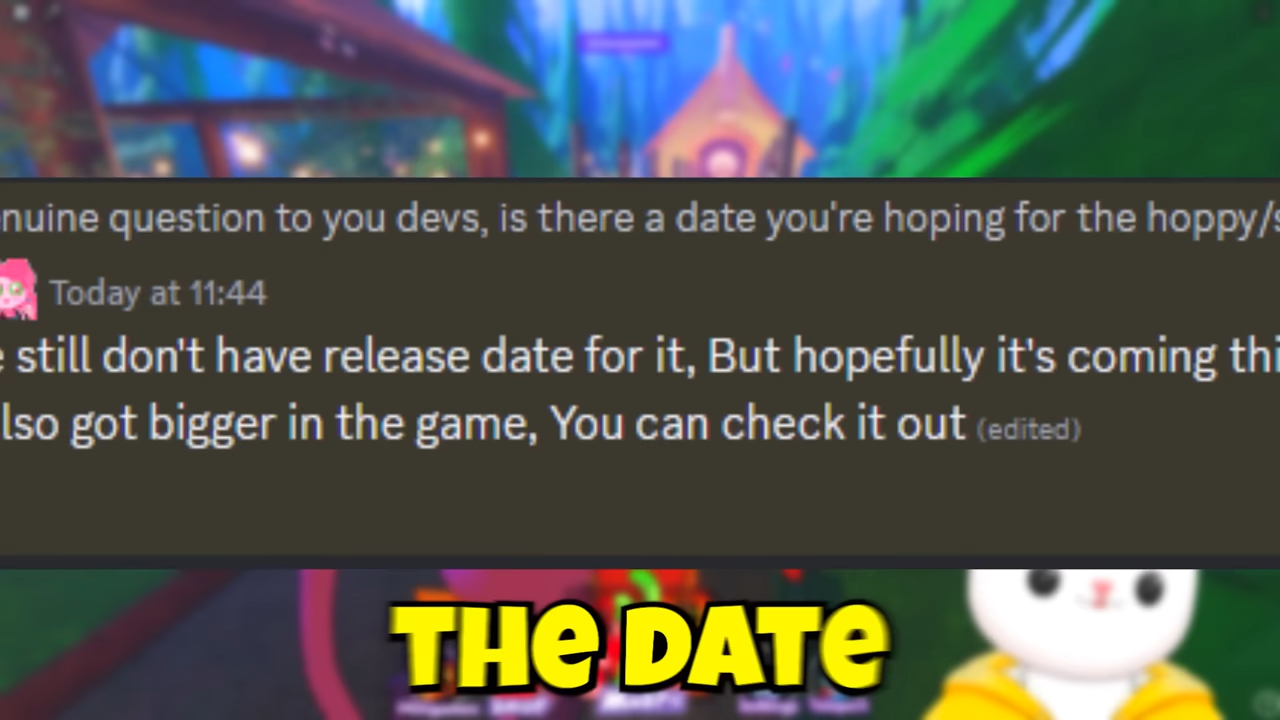 enuine question to you devs, is there a date you're hoping for the hoppy/s
Today at 11:44
e still don't have release date for it, But hopefully it's coming thi
lso got bigger in the game, You can check it out (edited)
THE DATE